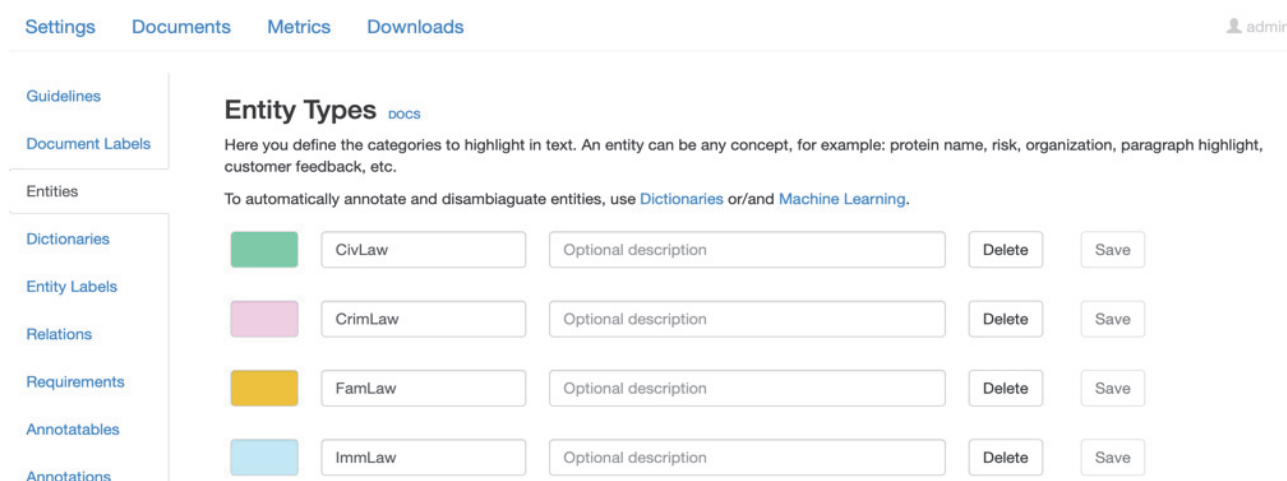 Settings Documents Metrics Downloads admin
Guidelines
Document Labels
Entities
Dictionaries
Entity Labels
Relations
Requirements
Annotatables
Annotations
Entity Types DOCS
Here you define the categories to highlight in text. An entity can be any concept, for example: protein name, risk, organization, paragraph highlight,
customer feedback, etc.
To automatically annotate and disambiaguate entities, use Dictionaries or/and Machine Learning.
CivLaw Optional description Delete Save
CrimLaw Optional description Delete Save
FamLaw Optional description Delete Save
ImmLaw Optional description Delete Save